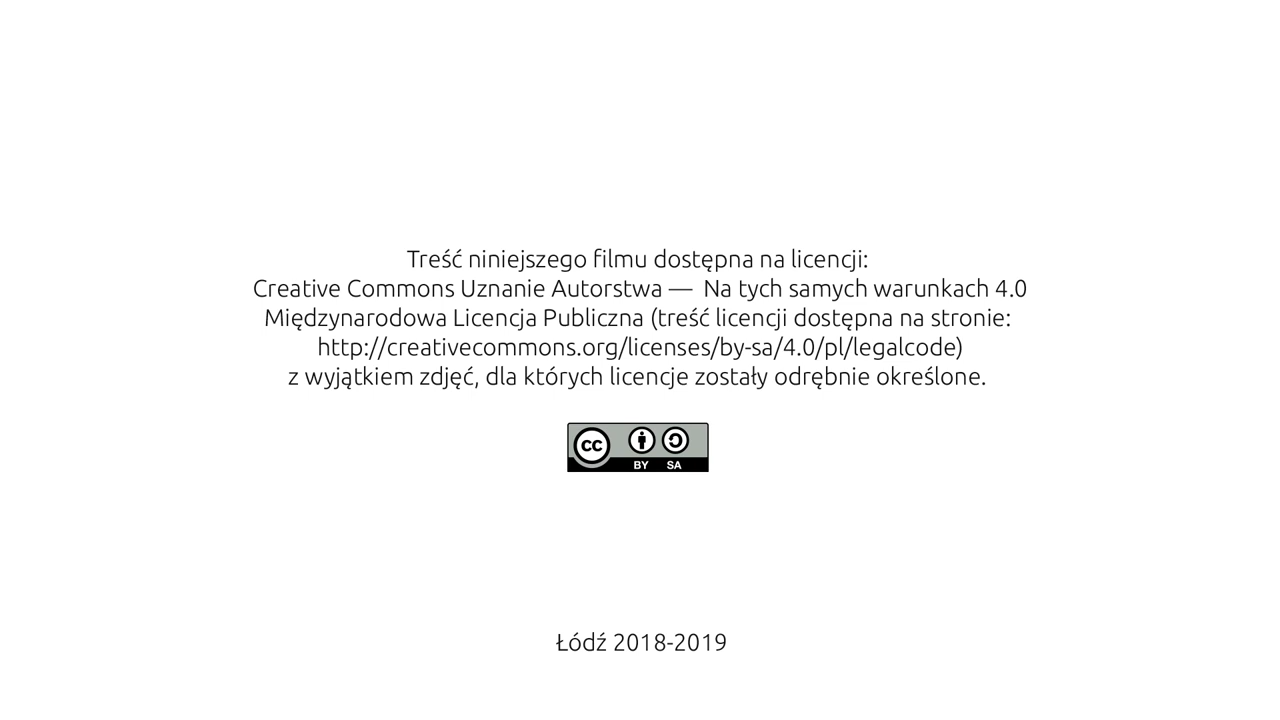 Treść niniejszego filmu dostępna na licencji:
Creative Commons Uznanie Autorstwa — Na tych samych warunkach 4.0
Międzynarodowa Licencja Publiczna (treść licencji dostępna na stronie:
http://creativecommons.org/licenses/by-sa/4.0/pl/legalcode)
z wyjątkiem zdjęć, dla których licencje zostały odrębnie określone.
cc
BY SA
Łódź 2018-2019